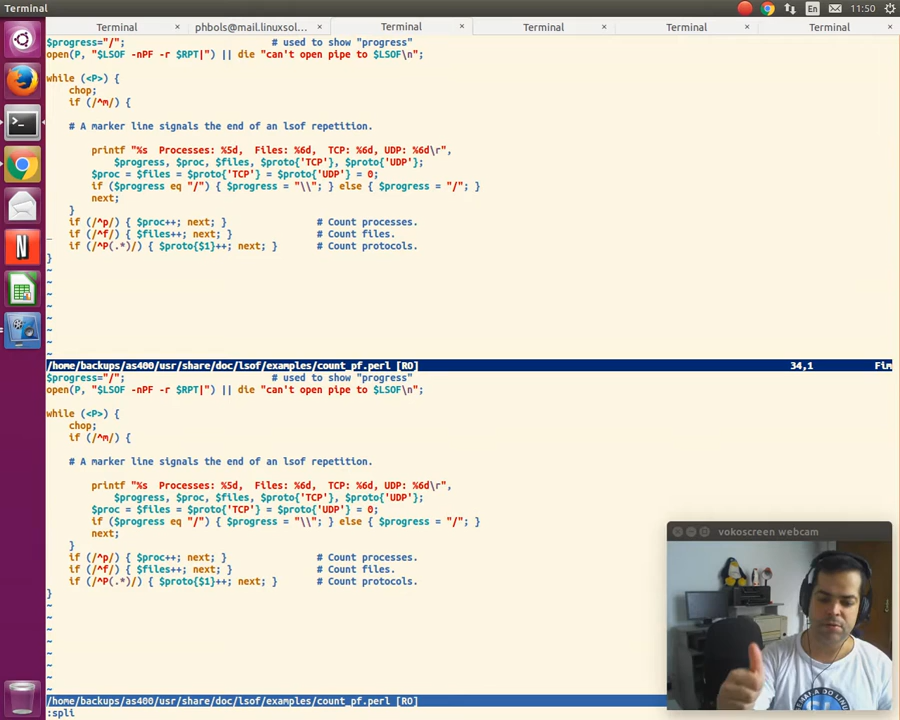 Terminal
En
11:50
Terminal × phbols@mail.linuxsol... × Terminal × Terminal × Terminal × Terminal ×
$progress="/"; # used to show "progress"
open(P, "$LSOF -nPF -r $RPT|") || die "can't open pipe to $LSOF\n";
while (<P>) {
chop;
if (/^m/) {
# A marker line signals the end of an lsof repetition.
printf "%s Processes: %5d, Files: %6d, TCP: %6d, UDP: %6d\r",
$progress, $proc, $files, $proto{'TCP'}, $proto{'UDP'};
$proc = $files = $proto{'TCP'} = $proto{'UDP'} = 0;
if ($progress eq "/") { $progress = "\\"; } else { $progress = "/"; }
next;
}
if (/^p/) { $proc++; next; } # Count processes.
if (/^f/) { $files++; next; } # Count files.
if (/^P(.*)/) { $proto{$1}++; next; } # Count protocols.
}
~
~
~
~
~
~
~
~
/home/backups/as400/usr/share/doc/lsof/examples/count_pf.perl [RO] 34,1 Fim
$progress="/"; # used to show "progress"
open(P, "$LSOF -nPF -r $RPT|") || die "can't open pipe to $LSOF\n";
while (<P>) {
chop;
if (/^m/) {
# A marker line signals the end of an lsof repetition.
printf "%s Processes: %5d, Files: %6d, TCP: %6d, UDP: %6d\r",
$progress, $proc, $files, $proto{'TCP'}, $proto{'UDP'};
$proc = $files = $proto{'TCP'} = $proto{'UDP'} = 0;
if ($progress eq "/") { $progress = "\\"; } else { $progress = "/"; }
next;
}
if (/^p/) { $proc++; next; } # Count processes.
if (/^f/) { $files++; next; } # Count files.
if (/^P(.*)/) { $proto{$1}++; next; } # Count protocols.
}
~
~
~
~
~
~
~
~
/home/backups/as400/usr/share/doc/lsof/examples/count_pf.perl [RO]
:spli
vokoscreen webcam